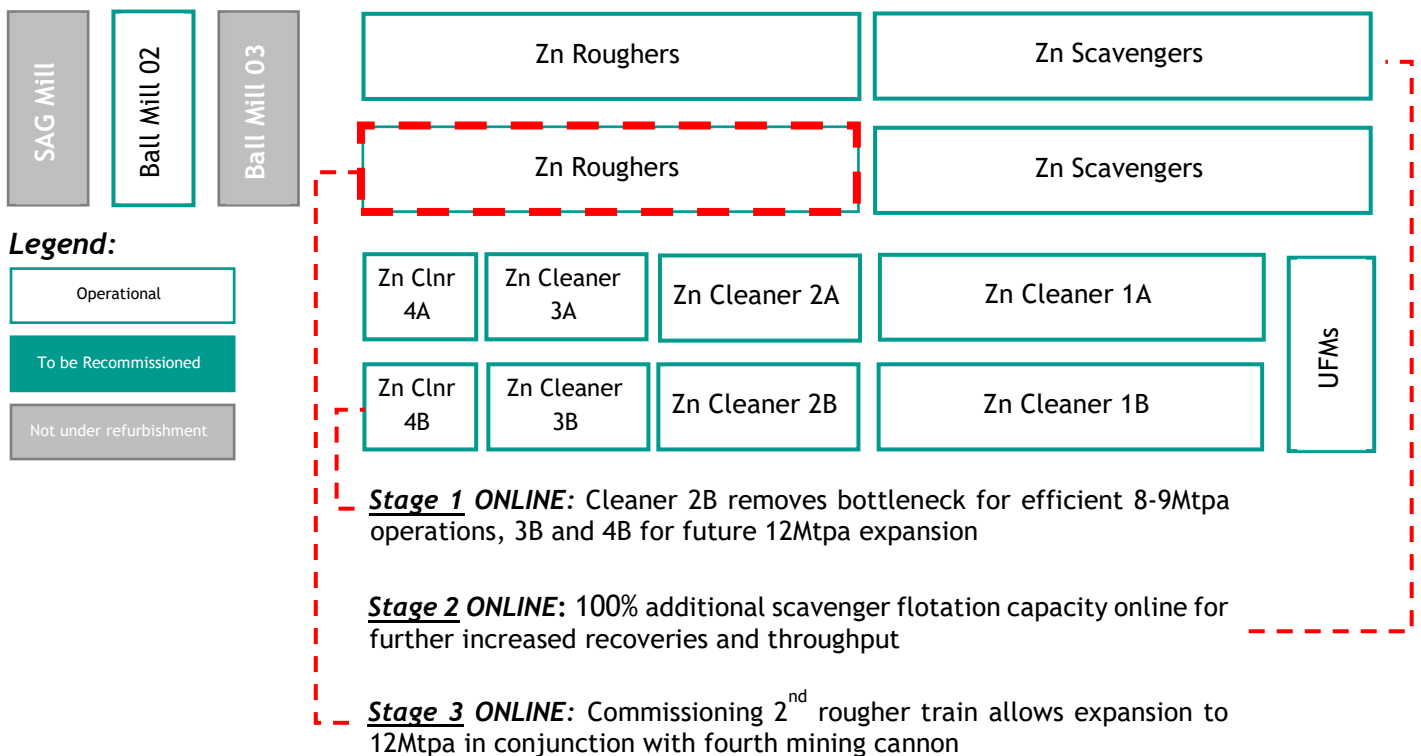 SAG Mill
Ball Mill 02
Ball Mill 03
Zn Roughers
Zn Scavengers
Zn Roughers
Zn Scavengers
Legend:
Operational
To be Recommissioned
Not under refurbishment
Zn Clnr
4A
Zn Cleaner
3A
Zn Cleaner 2A
Zn Cleaner 1A
Zn Clnr
4B
Zn Cleaner
3B
Zn Cleaner 2B
Zn Cleaner 1B
UFMs
Stage 1 ONLINE: Cleaner 2B removes bottleneck for efficient 8-9Mtpa
operations, 3B and 4B for future 12Mtpa expansion
Stage 2 ONLINE: 100% additional scavenger flotation capacity online for
further increased recoveries and throughput
Stage 3 ONLINE: Commissioning 2nd rougher train allows expansion to
12Mtpa in conjunction with fourth mining cannon